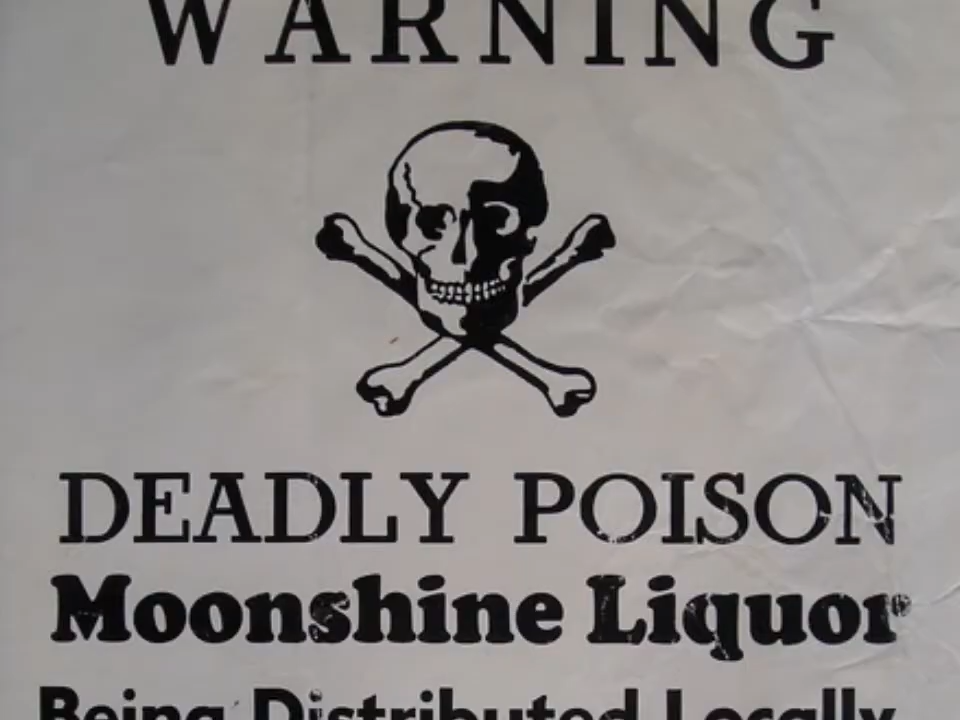 WARNING
DEADLY POISON
Moonshine Liquor
Being Distributed Locally